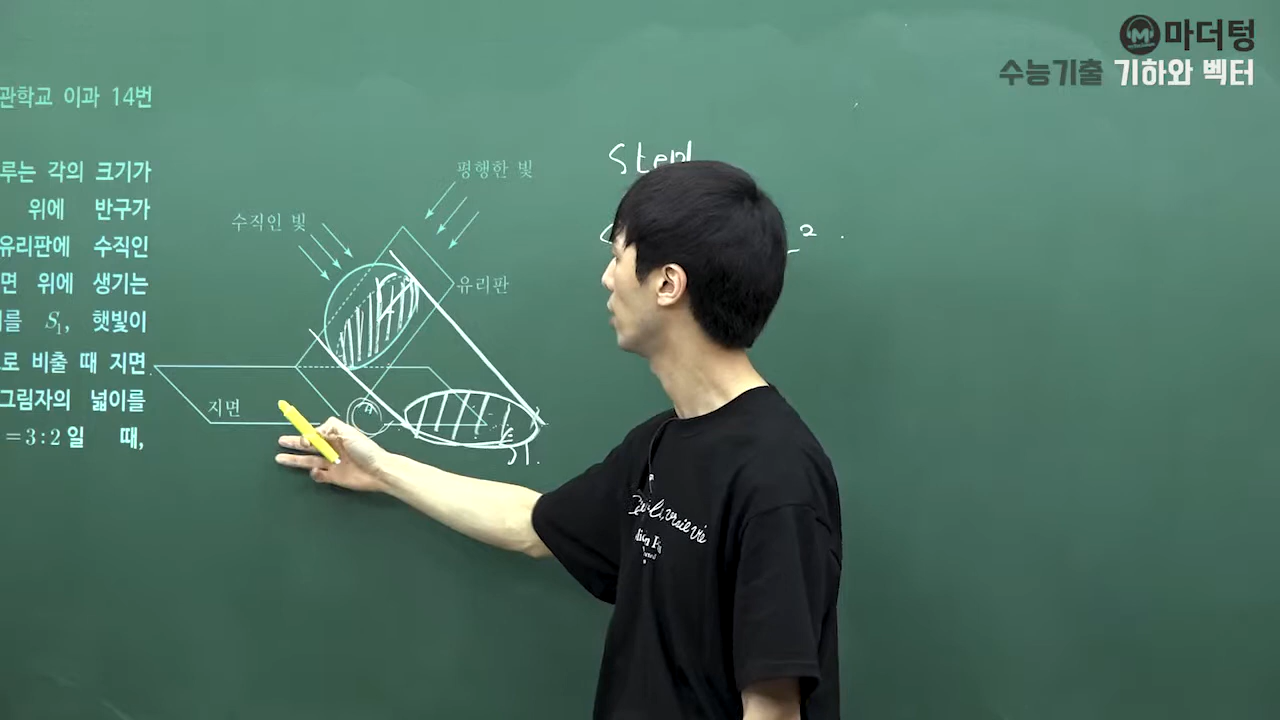 마더텅
수능기출 기하와 벡터
관학교 이과 14번
루는 각의 크기가
위에 반구가
유리판에 수직인
면 위에 생기는
를 S₁, 햇빛이
로 비출 때 지면
그림자의 넓이를
=3:2일 때,
평행한 빛
수직인 빛
유리판
지면
Step
2
S1.